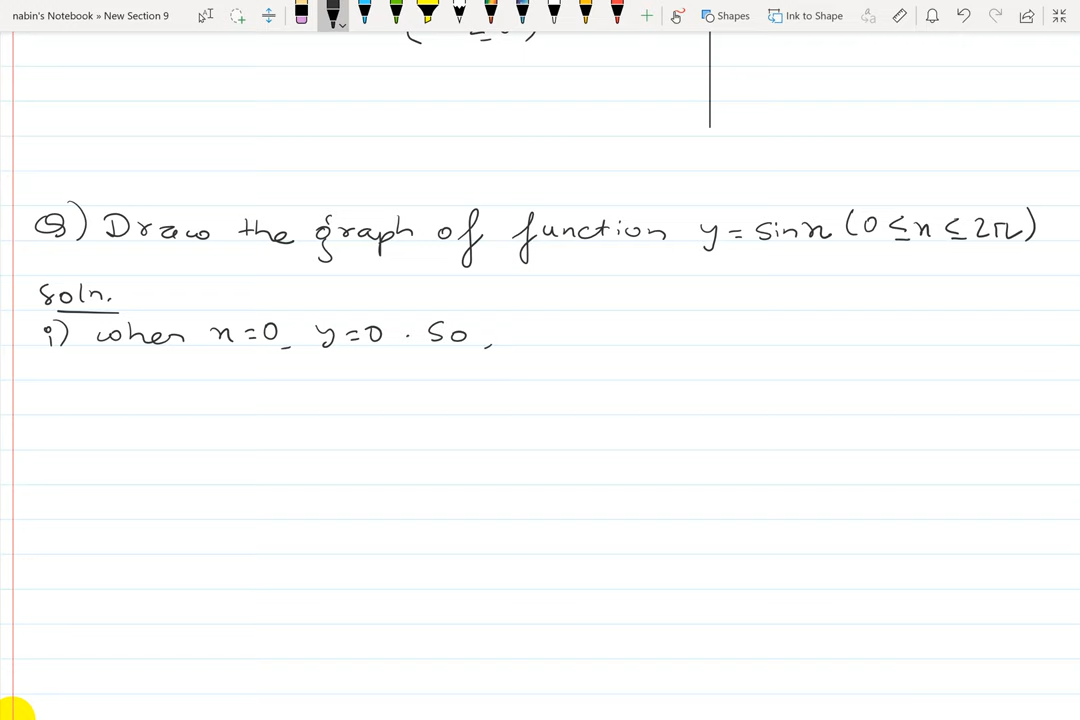 nabin's Notebook » New Section 9
Shapes
Ink to Shape
Q) Draw the graph of function y = sinx (0 ≤ x ≤ 2π)
Soln.
i) when x=0, y=0 . So,